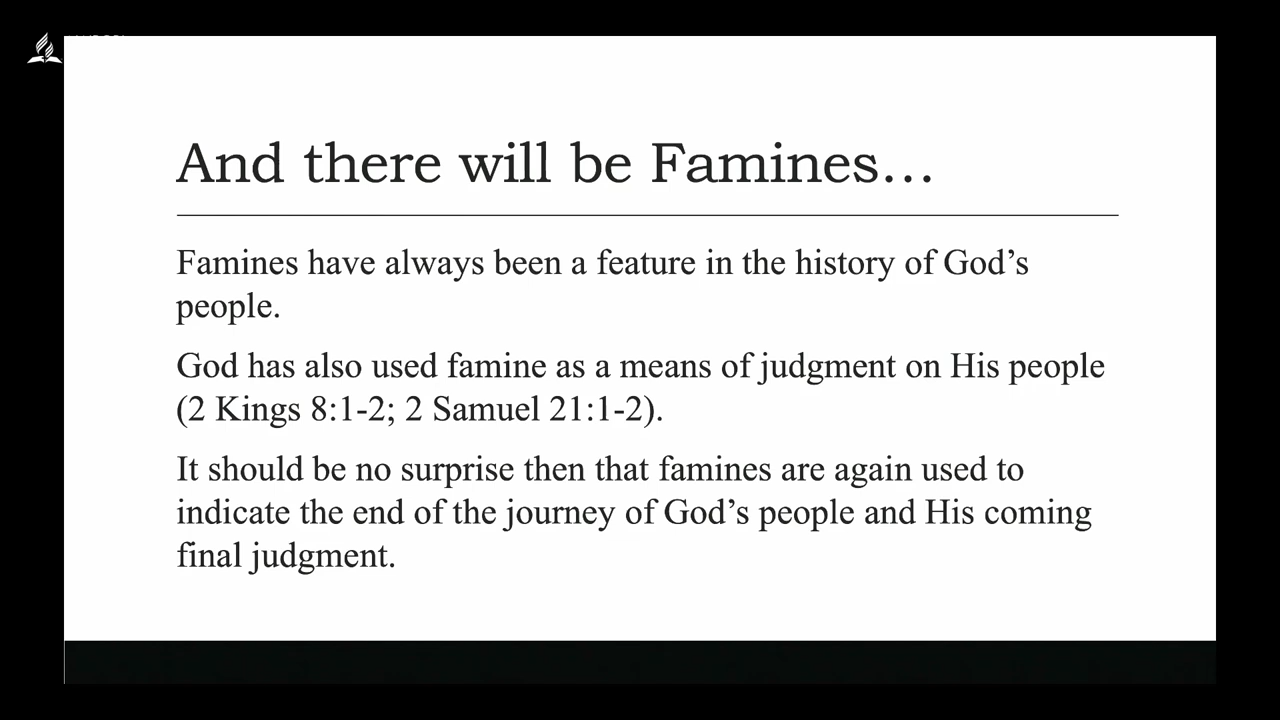 And there will be Famines...
Famines have always been a feature in the history of God’s
people.
God has also used famine as a means of judgment on His people
(2 Kings 8:1-2; 2 Samuel 21:1-2).
It should be no surprise then that famines are again used to
indicate the end of the journey of God’s people and His coming
final judgment.